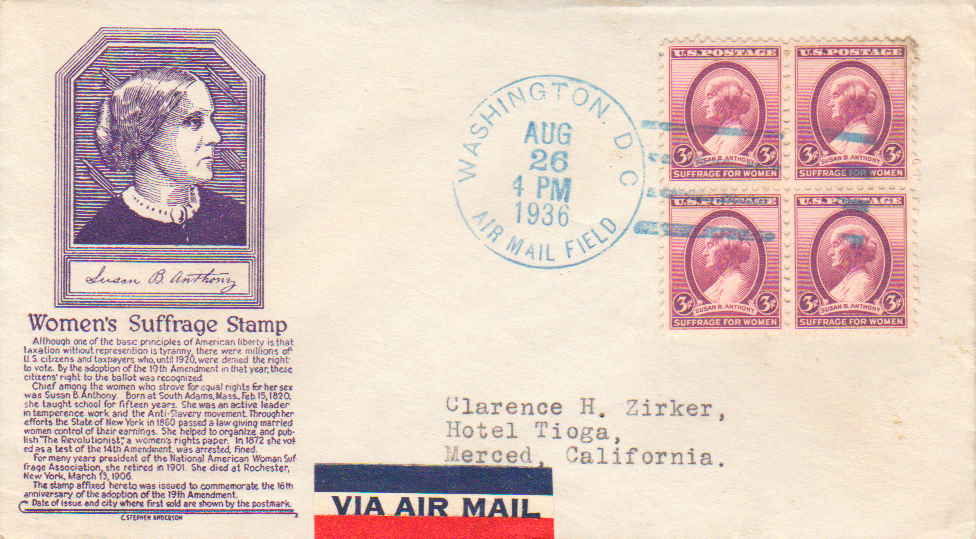 Susan B. Anthony
Women's Suffrage Stamp
Although one of the basic principles of American liberty is that
taxation without represention is tyranny, there were millions of
U.S. citizens and taxpayers who, until 1920, were denied the right
to vote. By the adoption of the 19th Amendment in that year, these
citizens' right to the ballot was recognized.
Chief among the women who strove for equal rights for her sex
was Susan B. Anthony. Born at South Adams, Mass., Feb. 15, 1820,
she taught school for fifteen years. She was an active leader
in temperence work and the Anti-Slavery movement. Through her
efforts the State of New York in 1860 passed a law giving married
women control of their earnings. She helped to organize and pub-
lish "The Revolutionist," a women's rights paper. In 1872 she vot
ed as a test of the 14th Amendment, was arrested, fined.
For many years president of the National American Woman Suf-
frage Association, she retired in 1901. She died at Rochester,
New York, March 13, 1906.
The stamp affixed hereto was issued to commemorate the 16th
anniversary of the adoption of the 19th Amendment.
Date of issue and city where first sold are shown by the postmark.
C. STEPHEN ANDERSON
WASHINGTON, D.C.
AUG
26
4 PM
1936
AIR MAIL FIELD
U.S. POSTAGE
3¢ SUSAN B. ANTHONY 3¢
SUFFRAGE FOR WOMEN
U.S. POSTAGE
3¢ SUSAN B. ANTHONY 3¢
SUFFRAGE FOR WOMEN
U.S. POSTAGE
3¢ SUSAN B. ANTHONY 3¢
SUFFRAGE FOR WOMEN
U.S. POSTAGE
3¢ SUSAN B. ANTHONY 3¢
SUFFRAGE FOR WOMEN
Clarence H. Zirker,
Hotel Tioga,
Merced, California.
VIA AIR MAIL